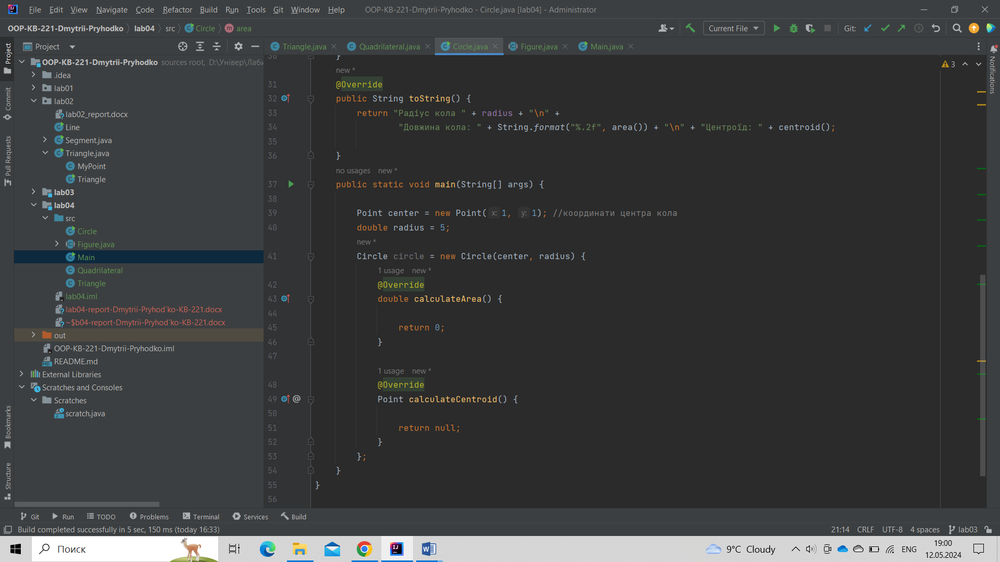 File Edit View Navigate Code Refactor Build Run Tools Git Window Help OOP-KB-221-Dmytrii-Pryhodko - Circle.java [lab04] - Administrator
OOP-KB-221-Dmytrii-Pryhodko lab04 src Circle area Current File Git:
Project Triangle.java Quadrilateral.java Circle.java Figure.java Main.java
Project
Commit
Pull Requests
Bookmarks
Structure
Notifications
OOP-KB-221-Dmytrii-Pryhodko sources root, D:\Універ\Лаби
.idea
lab01
lab02
lab02_report.docx
Line
Segment.java
Triangle.java
MyPoint
Triangle
lab03
lab04
src
Circle
Figure.java
Main
Quadrilateral
Triangle
lab04.iml
lab04-report-Dmytrii-Pryhod`ko-KB-221.docx
~$b04-report-Dmytrii-Pryhod`ko-KB-221.docx
out
OOP-KB-221-Dmytrii-Pryhodko.iml
README.md
External Libraries
Scratches and Consoles
Scratches
scratch.java
30 }
new *
3
31 @Override
32 public String toString() {
33 return "Радіус кола " + radius + "\n" +
34 "Довжина кола: " + String.format("%.2f", area()) + "\n" + "Центроїд: " + centroid();
35
36 }
no usages new *
37 public static void main(String[] args) {
38
39 Point center = new Point( x: 1, y: 1); //координати центра кола
40 double radius = 5;
new *
41 Circle circle = new Circle(center, radius) {
1 usage new *
42 @Override
43 double calculateArea() {
44
45 return 0;
46 }
47
1 usage new *
48 @Override
49 @ Point calculateCentroid() {
50
51 return null;
52 }
53 };
54 }
55 }
56
Git Run TODO Problems Terminal Services Build
Build completed successfully in 5 sec, 150 ms (today 16:33) 21:14 CRLF UTF-8 4 spaces lab03
Поиск 9°C Cloudy ENG 19:00
12.05.2024